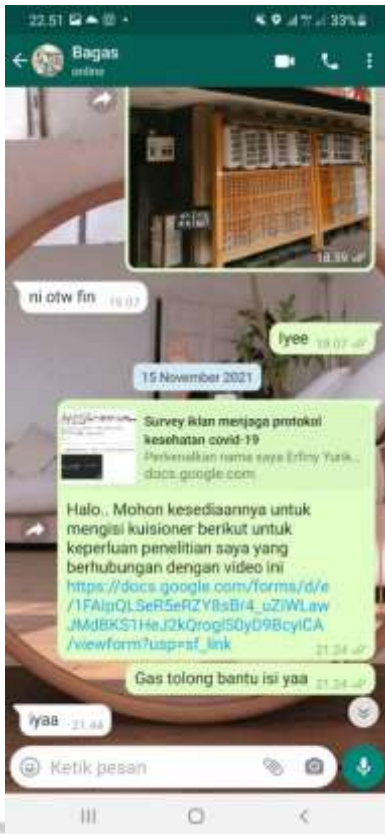 22.51
33%
Bagas
online
18.59
ni otw fin 19.07
Iyee 19.07
15 November 2021
Survey iklan menjaga protokol
kesehatan covid-19
Perkenalkan nama saya Erfiny Yurik...
docs.google.com
Halo.. Mohon kesediaannya untuk
mengisi kuisioner berikut untuk
keperluan penelitian saya yang
berhubungan dengan video ini
https://docs.google.com/forms/d/e
/viewform?usp=sf_link
21.24
Gas tolong bantu isi yaa 21.24
iyaa 21.44
Ketik pesan